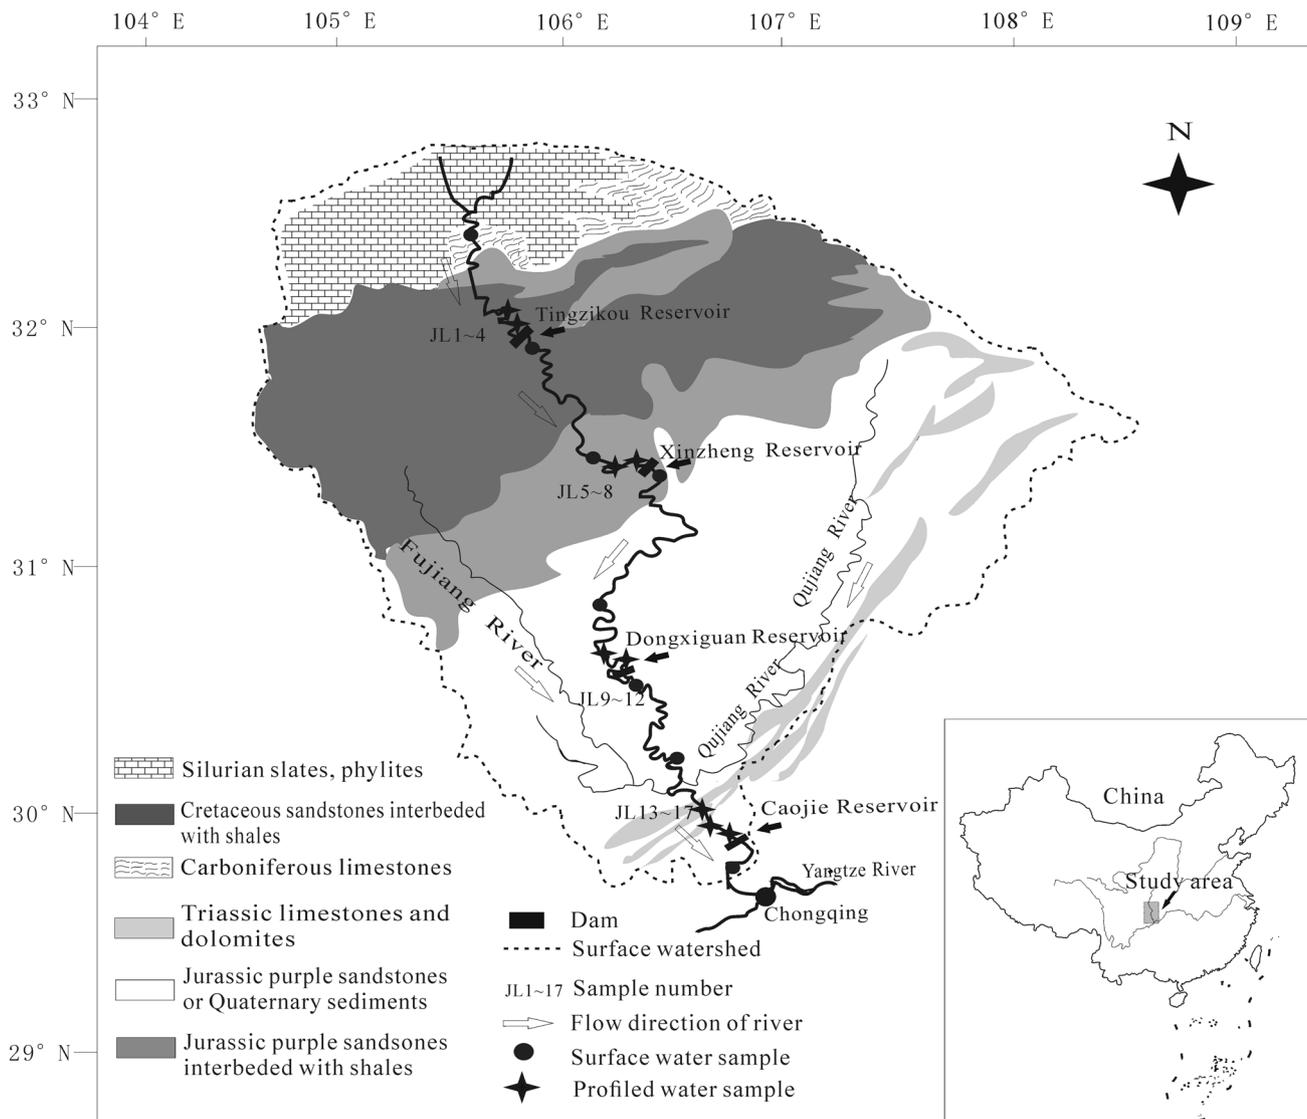 104° E
105° E
106° E
107° E
108° E
109° E
33° N
N
32° N
Tingzikou Reservoir
JL1~4
Xinzheng Reservoir
JL5~8
31° N
Fujiang River
Qujiang River
Dongxiguan Reservoir
JL9~12
Qujiang River
30° N
JL13~17
Caojie Reservoir
Yangtze River
Chongqing
Silurian slates, phylites
Cretaceous sandstones interbeded
with shales
Carboniferous limestones
Triassic limestones and
dolomites
Jurassic purple sandstones
or Quaternary sediments
29° N
Jurassic purple sandsones
interbeded with shales
Dam
Surface watershed
JL1~17 Sample number
Flow direction of river
Surface water sample
Profiled water sample
China
Study area